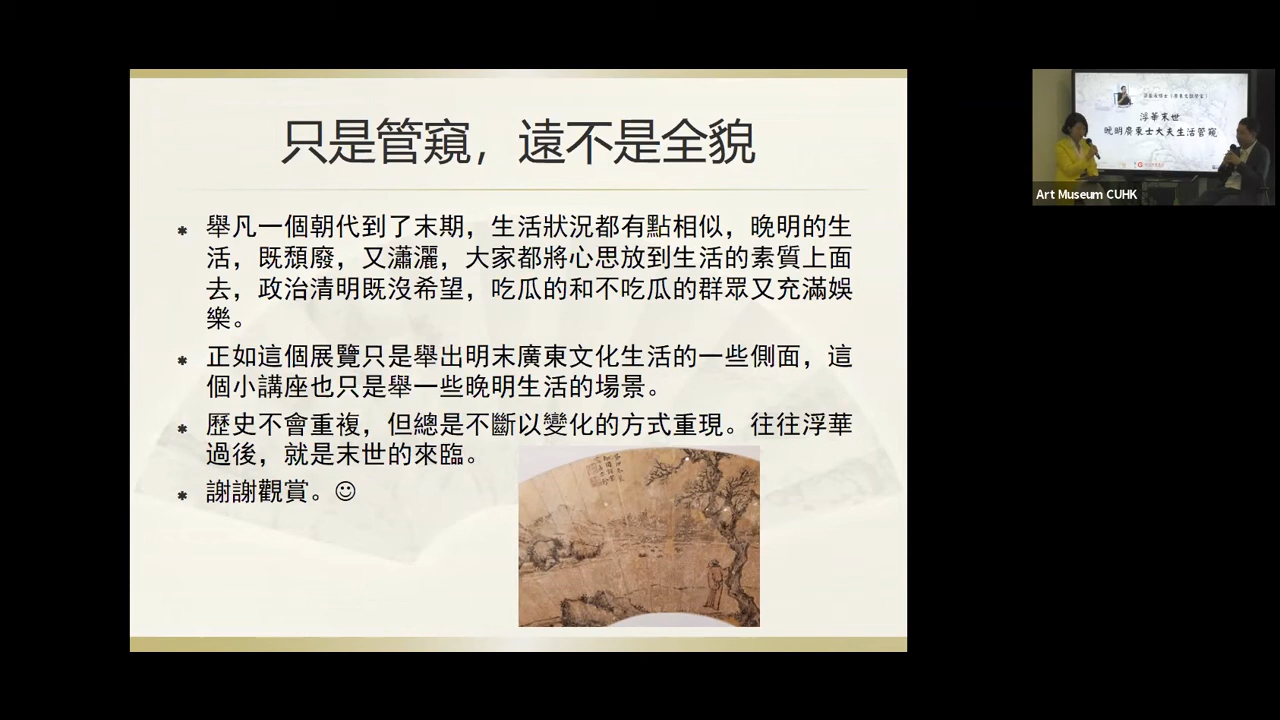 只是管窺，遠不是全貌
舉凡一個朝代到了末期，生活狀況都有點相似，晚明的生
活，既頹廢，又瀟灑，大家都將心思放到生活的素質上面
去，政治清明既沒希望，吃瓜的和不吃瓜的群眾又充滿娛
樂。
正如這個展覽只是舉出明末廣東文化生活的一些側面，這
個小講座也只是舉一些晚明生活的場景。
歷史不會重複，但總是不斷以變化的方式重現。往往浮華
過後，就是末世的來臨。
謝謝觀賞。☺
浮華末世
晚明廣東士大夫生活管窺
Art Museum CUHK